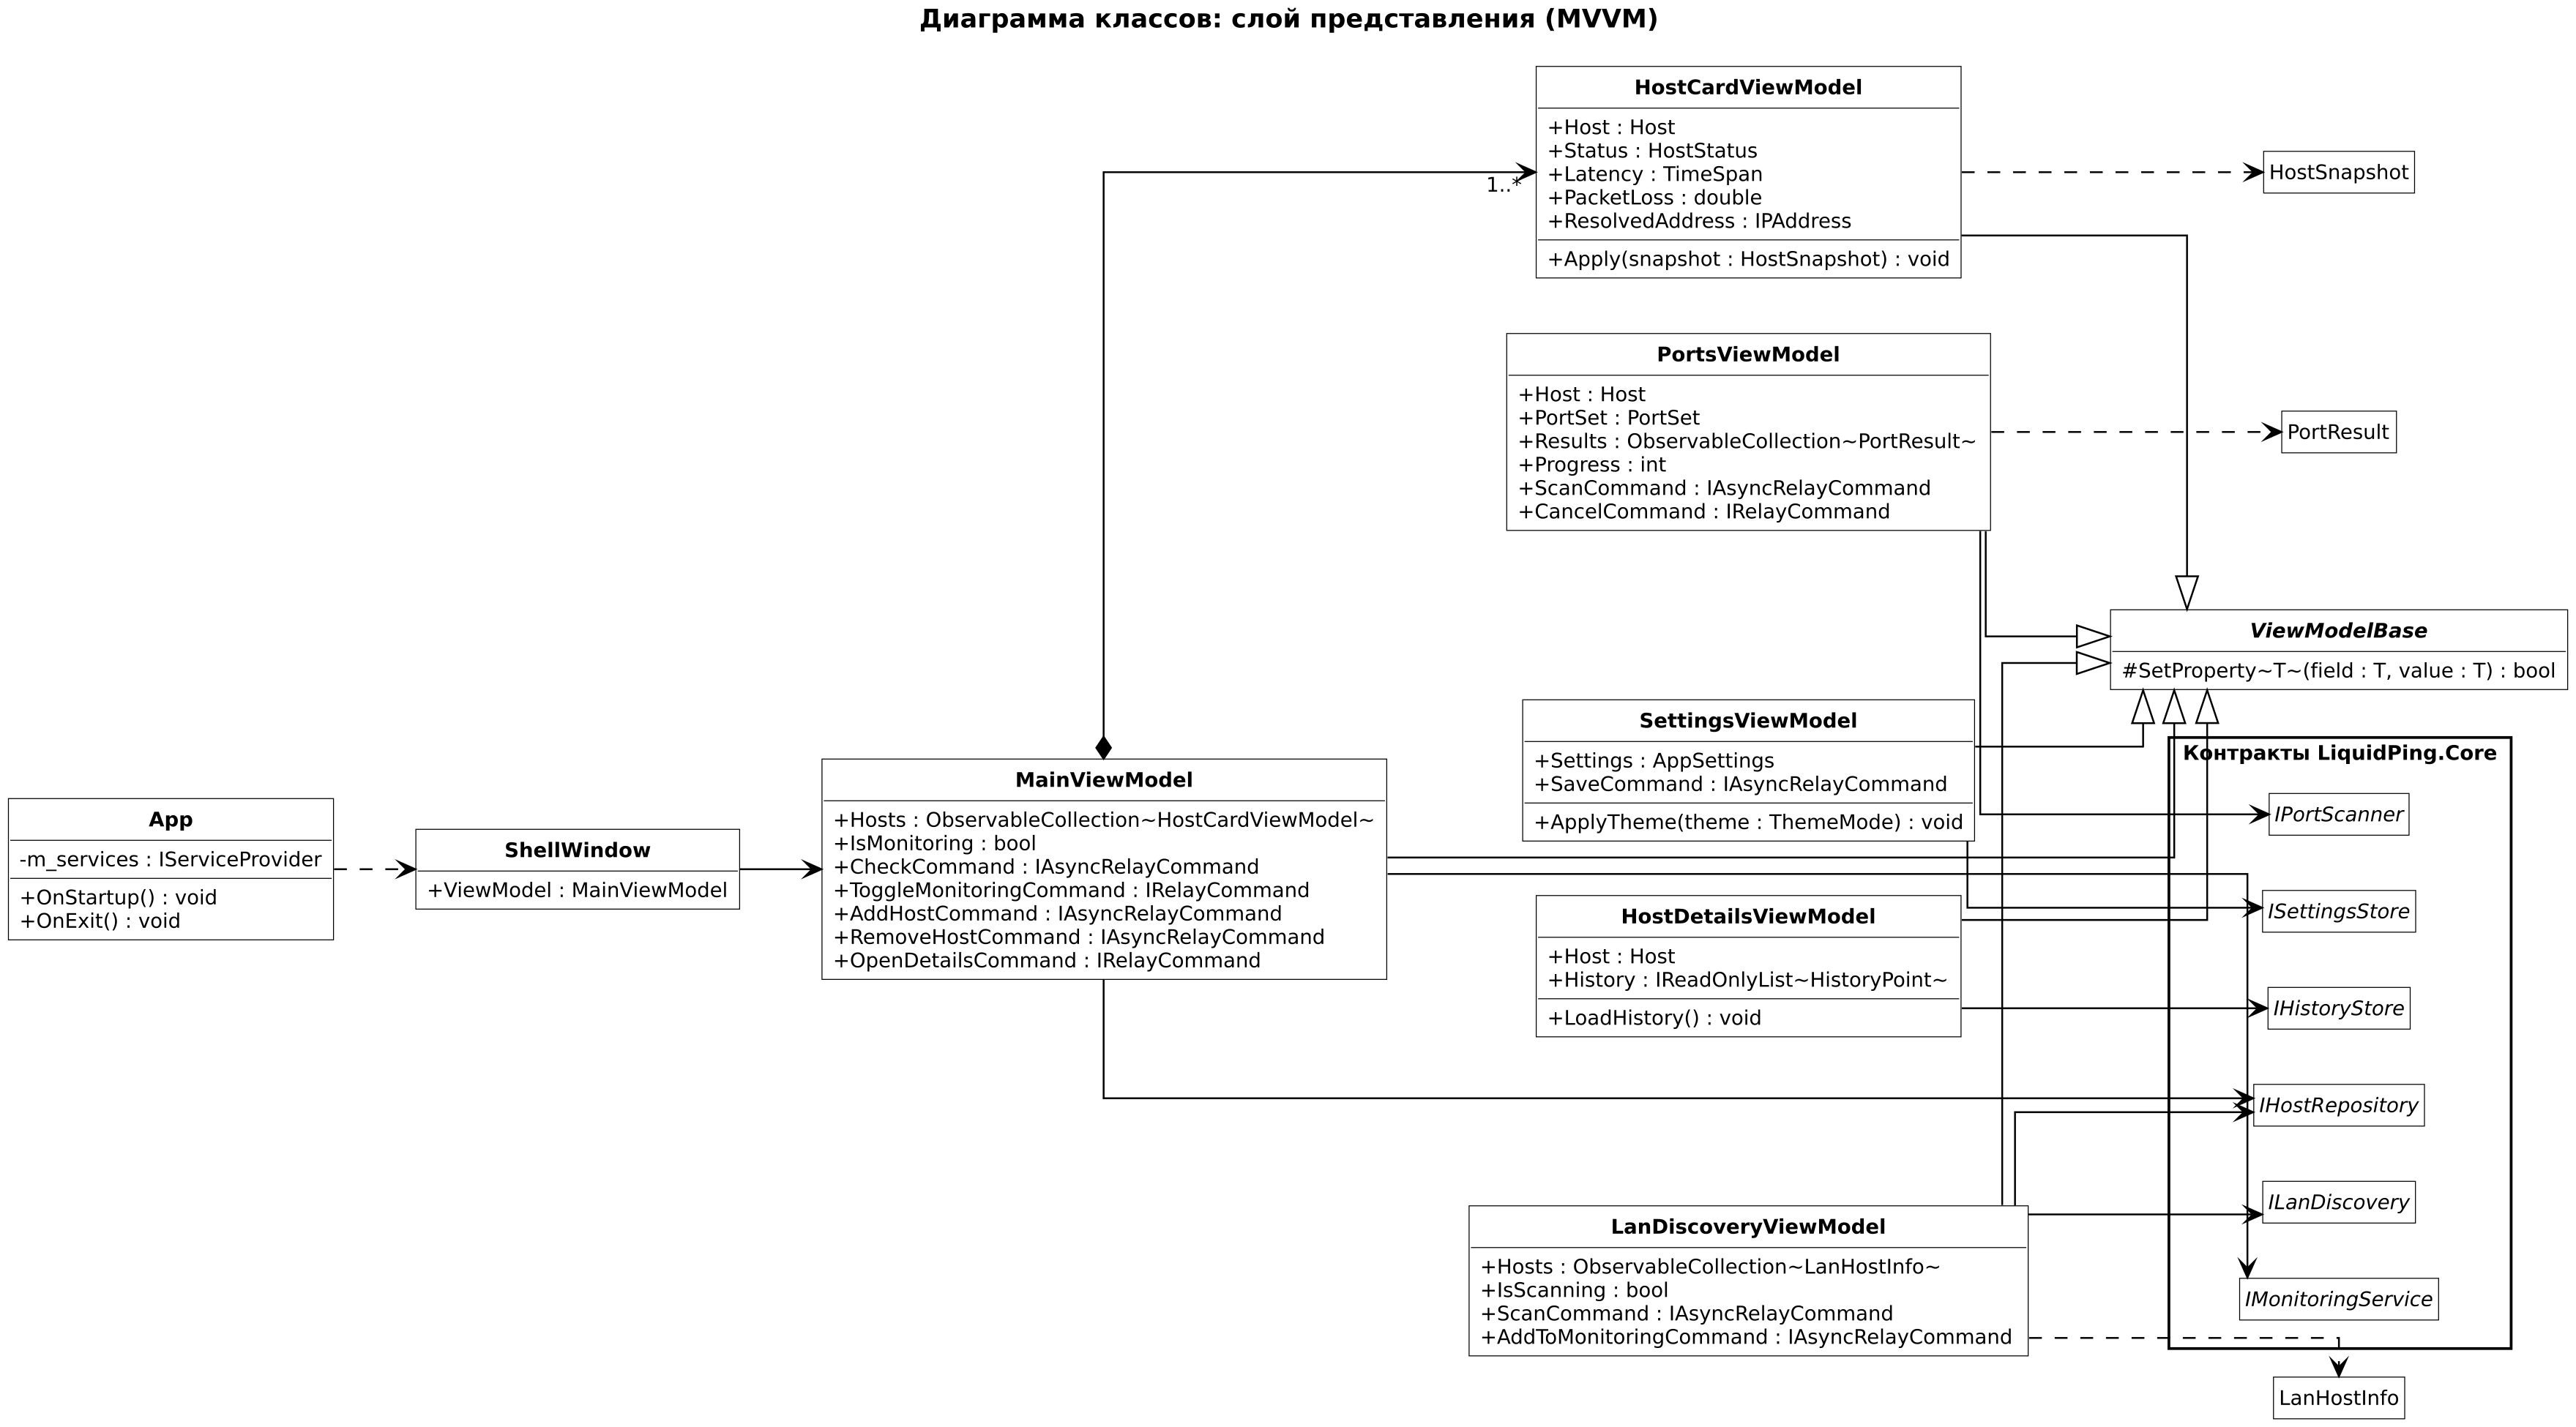 Диаграмма классов: слой представления (MVVM)
HostCardViewModel
+Host : Host
+Status : HostStatus
+Latency : TimeSpan
+PacketLoss : double
+ResolvedAddress : IPAddress
+Apply(snapshot : HostSnapshot) : void
1..*
HostSnapshot
PortsViewModel
+Host : Host
+PortSet : PortSet
+Results : ObservableCollection~PortResult~
+Progress : int
+ScanCommand : IAsyncRelayCommand
+CancelCommand : IRelayCommand
PortResult
ViewModelBase
#SetProperty~T~(field : T, value : T) : bool
SettingsViewModel
+Settings : AppSettings
+SaveCommand : IAsyncRelayCommand
+ApplyTheme(theme : ThemeMode) : void
App
-m_services : IServiceProvider
+OnStartup() : void
+OnExit() : void
ShellWindow
+ViewModel : MainViewModel
MainViewModel
+Hosts : ObservableCollection~HostCardViewModel~
+IsMonitoring : bool
+CheckCommand : IAsyncRelayCommand
+ToggleMonitoringCommand : IRelayCommand
+AddHostCommand : IAsyncRelayCommand
+RemoveHostCommand : IAsyncRelayCommand
+OpenDetailsCommand : IRelayCommand
HostDetailsViewModel
+Host : Host
+History : IReadOnlyList~HistoryPoint~
+LoadHistory() : void
Контракты LiquidPing.Core
IPortScanner
ISettingsStore
IHistoryStore
IHostRepository
ILanDiscovery
IMonitoringService
LanDiscoveryViewModel
+Hosts : ObservableCollection~LanHostInfo~
+IsScanning : bool
+ScanCommand : IAsyncRelayCommand
+AddToMonitoringCommand : IAsyncRelayCommand
LanHostInfo